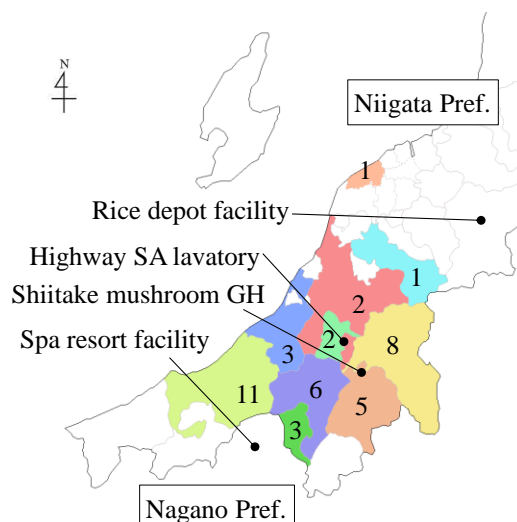 N
4
Niigata Pref.
1
Rice depot facility
Highway SA lavatory
1
Shiitake mushroom GH
2
Spa resort facility
2
8
3
11
6
5
3
Nagano Pref.